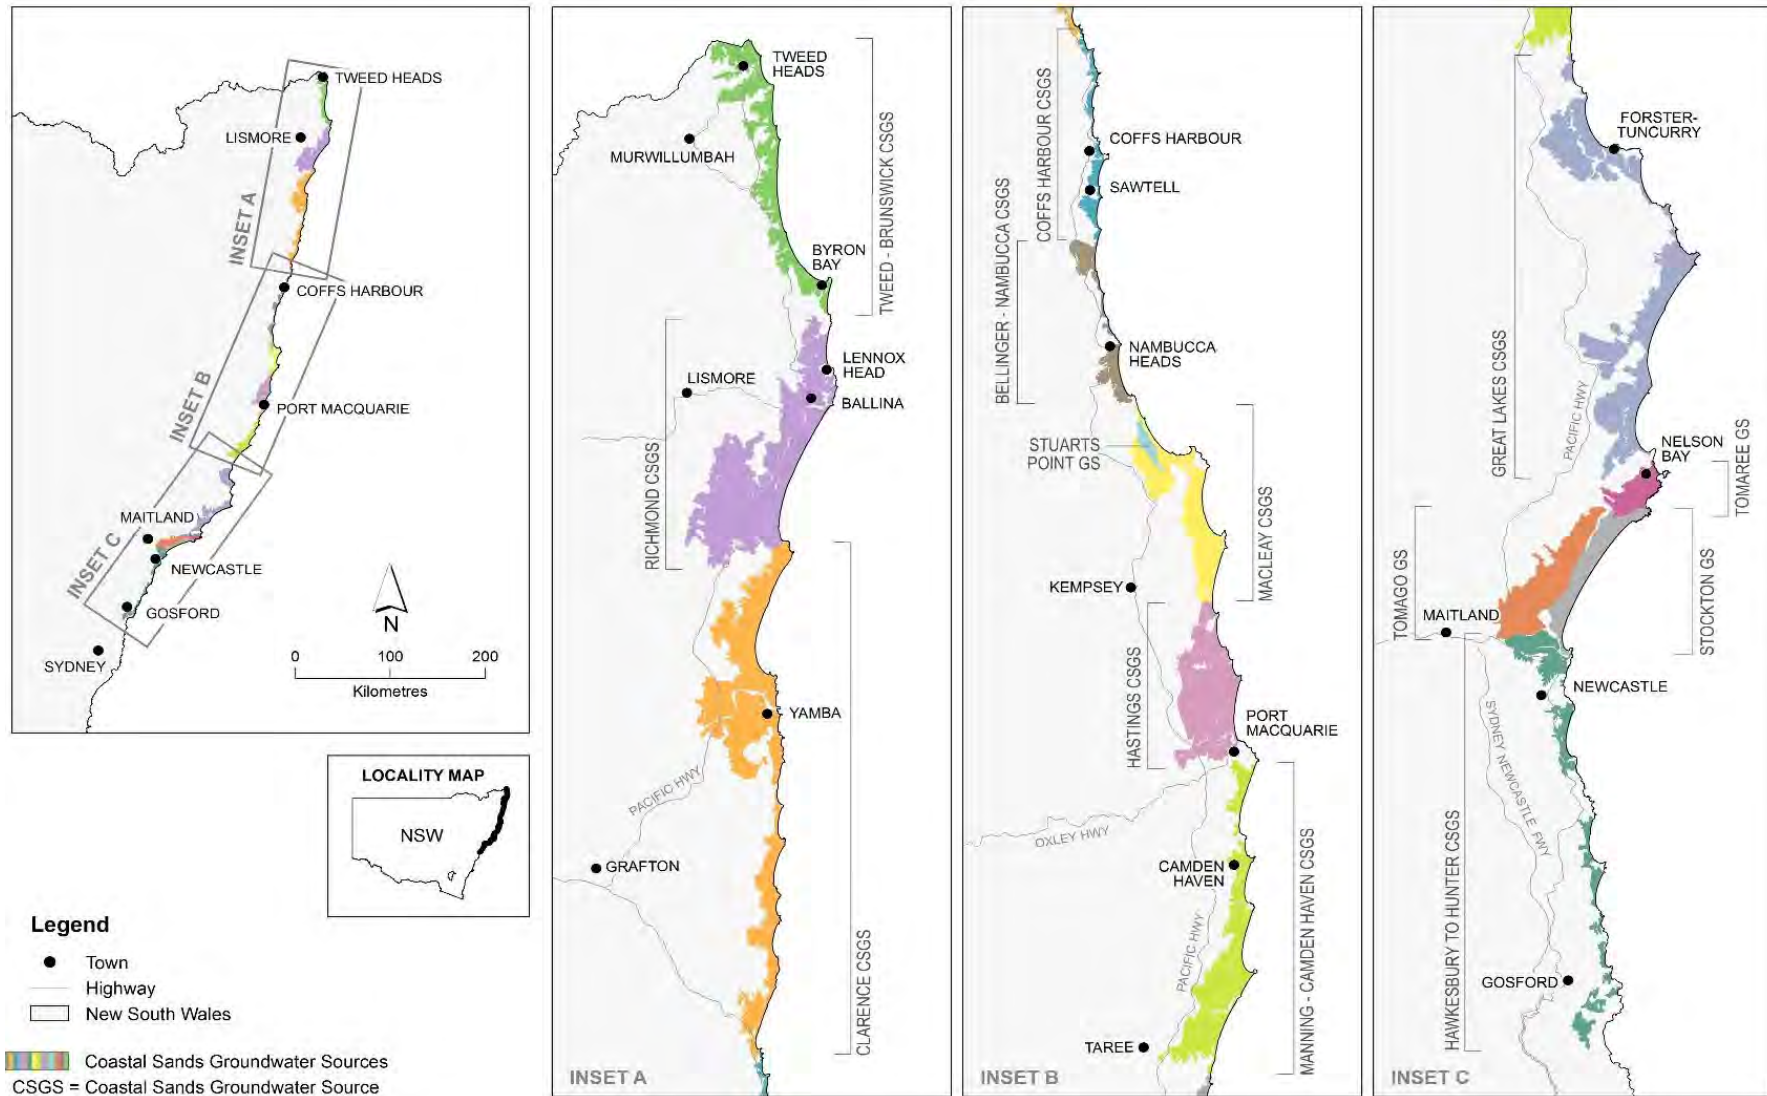 TWEED HEADS
LISMORE
INSET A
COFFS HARBOUR
INSET B
PORT MACQUARIE
MAITLAND
INSET C
NEWCASTLE
GOSFORD
SYDNEY
N
0 100 200
Kilometres
LOCALITY MAP
NSW
Legend
Town
Highway
New South Wales
Coastal Sands Groundwater Sources
CSGS = Coastal Sands Groundwater Source
TWEED
HEADS
MURWILLUMBAH
TWEED - BRUNSWICK CSGS
BYRON
BAY
LENNOX
HEAD
LISMORE
BALLINA
RICHMOND CSGS
YAMBA
PACIFIC HWY
GRAFTON
CLARENCE CSGS
INSET A
COFFS HARBOUR CSGS
COFFS HARBOUR
SAWTELL
BELLINGER - NAMBUCCA CSGS
NAMBUCCA
HEADS
STUARTS
POINT GS
MACLEAY CSGS
KEMPSEY
HASTINGS CSGS
PORT
MACQUARIE
OXLEY HWY
CAMDEN
HAVEN
PACIFIC HWY
MANNING - CAMDEN HAVEN CSGS
TAREE
INSET B
FORSTER-
TUNCURRY
GREAT LAKES CSGS
PACIFIC HWY
NELSON
BAY
TOMAREE GS
TOMAGO GS
STOCKTON GS
MAITLAND
NEWCASTLE
SYDNEY NEWCASTLE FWY
HAWKESBURY TO HUNTER CSGS
GOSFORD
INSET C